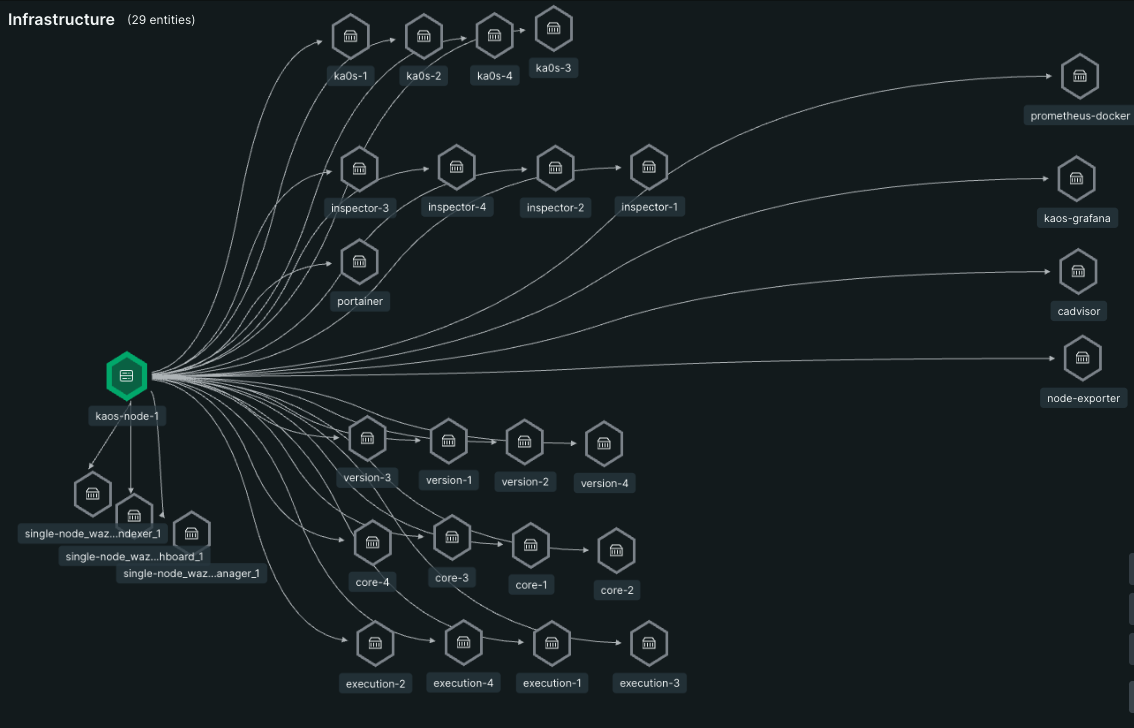 Infrastructure (29 entities)
ka0s-1
ka0s-2
ka0s-4
ka0s-3
prometheus-docker
inspector-3
inspector-4
inspector-2
inspector-1
kaos-grafana
portainer
cadvisor
kaos-node-1
node-exporter
version-3
version-1
version-2
version-4
single-node_waz...ndexer_1
single-node_waz...hboard_1
single-node_waz...anager_1
core-4
core-3
core-1
core-2
execution-2
execution-4
execution-1
execution-3